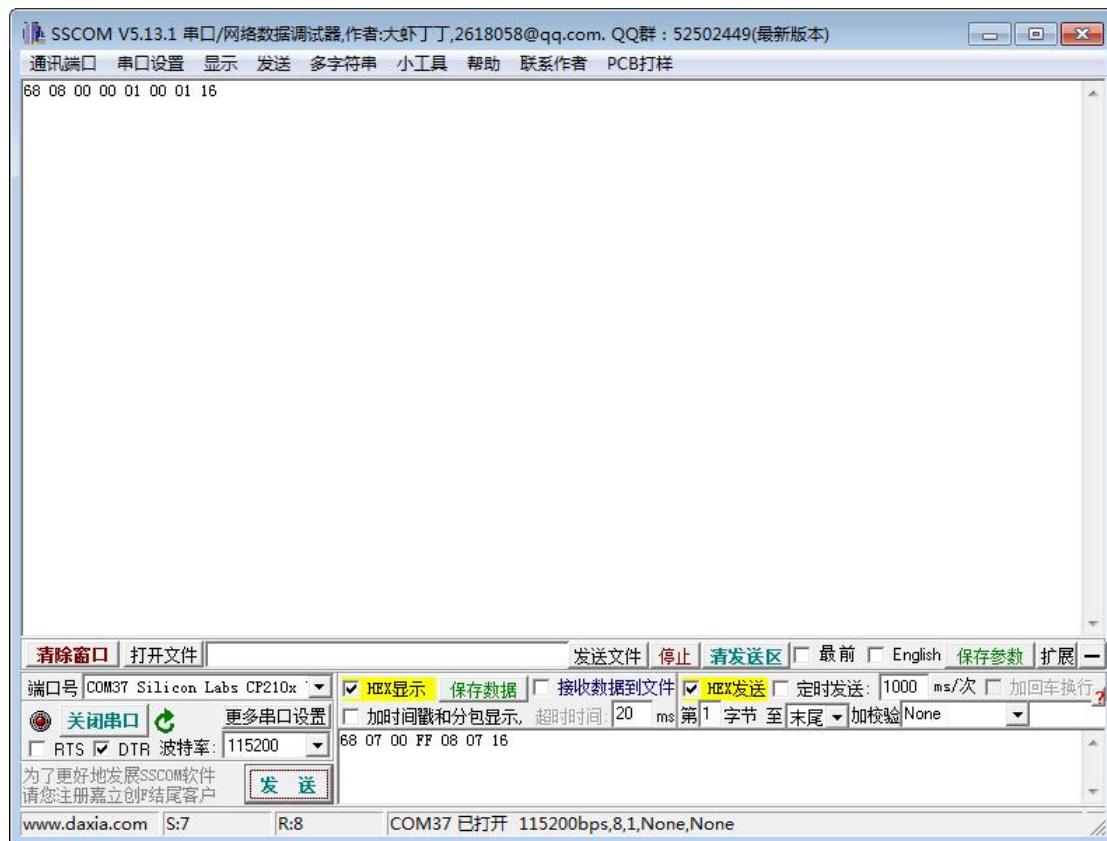 SSCOM V5.13.1 串口/网络数据调试器,作者:大虾丁丁,2618058@qq.com. QQ群：52502449(最新版本)
通讯端口 串口设置 显示 发送 多字符串 小工具 帮助 联系作者 PCB打样
68 08 00 00 01 00 01 16
清除窗口 打开文件 发送文件 停止 清发送区 最前 English 保存参数 扩展 —
端口号 COM37 Silicon Labs CP210x HEX显示 保存数据 接收数据到文件 HEX发送 定时发送: 1000 ms/次 加回车换行 ?
关闭串口 更多串口设置 加时间戳和分包显示, 超时时间: 20 ms 第1 字节 至 末尾 加校验 None
RTS DTR 波特率: 115200 68 07 00 FF 08 07 16
为了更好地发展SSCOM软件
请您注册嘉立创F结尾客户
发 送
www.daxia.com S:7 R:8 COM37 已打开 115200bps,8,1,None,None